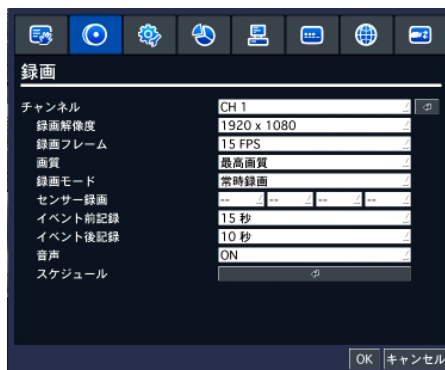 録画
チャンネル CH 1
録画解像度 1920 x 1080
録画フレーム 15 FPS
画質 最高画質
録画モード 常時録画
センサー録画 -- -- -- --
イベント前記録 15 秒
イベント後記録 10 秒
音声 ON
スケジュール
OK キャンセル